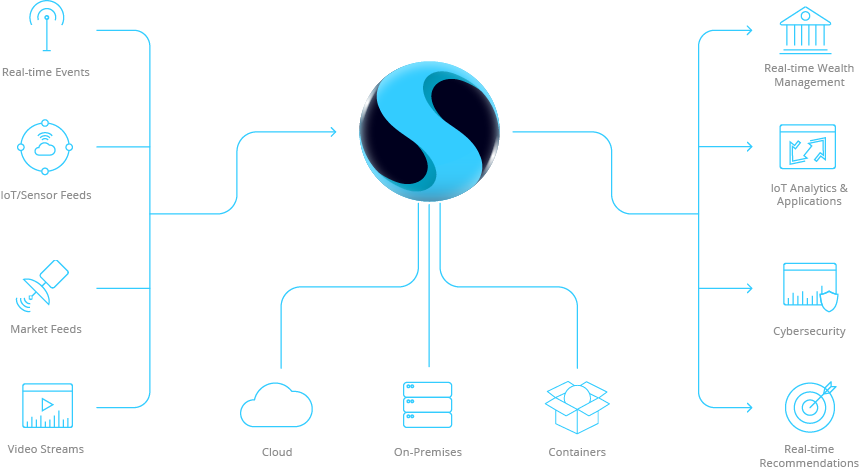 Real-time Events
IoT/Sensor Feeds
Market Feeds
Video Streams
Cloud
On-Premises
Containers
Real-time Wealth
Management
IoT Analytics &
Applications
Cybersecurity
Real-time
Recommendations